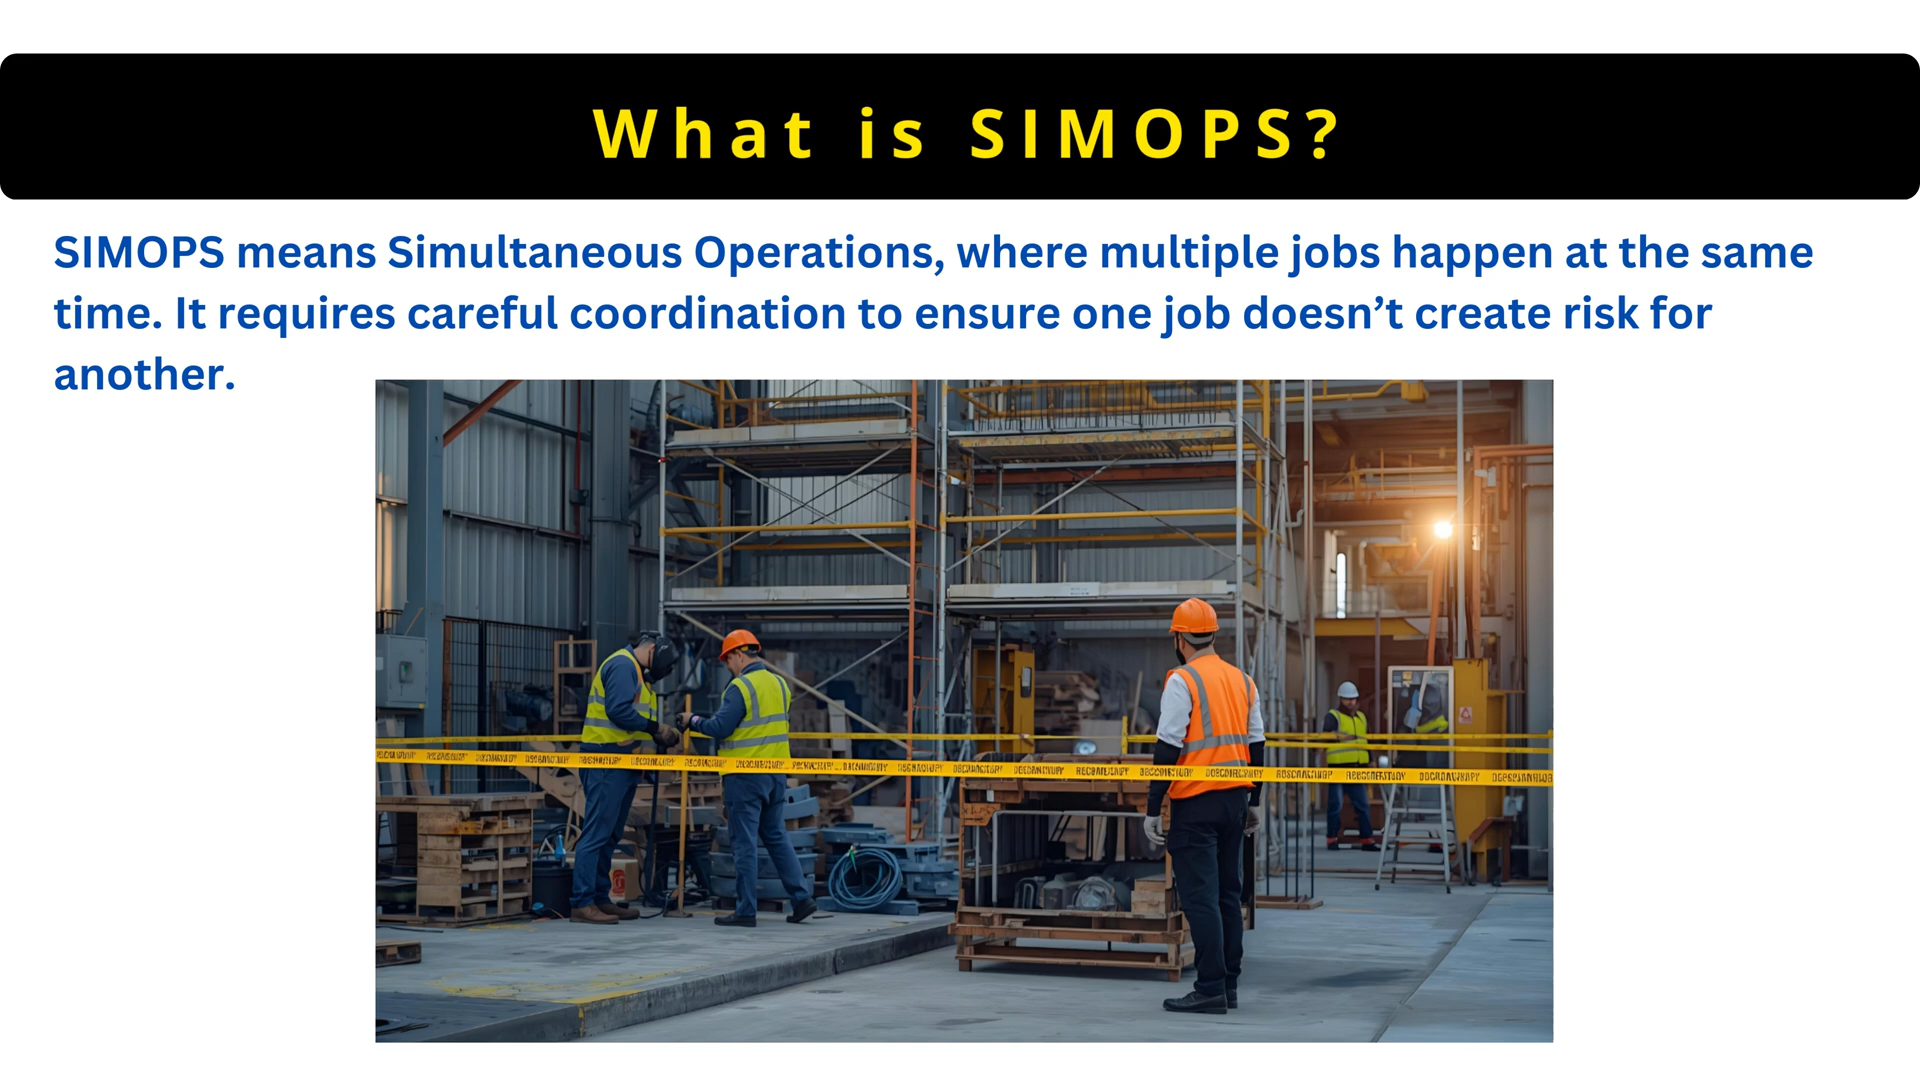 What is SIMOPS?
SIMOPS means Simultaneous Operations, where multiple jobs happen at the same
time. It requires careful coordination to ensure one job doesn’t create risk for
another.